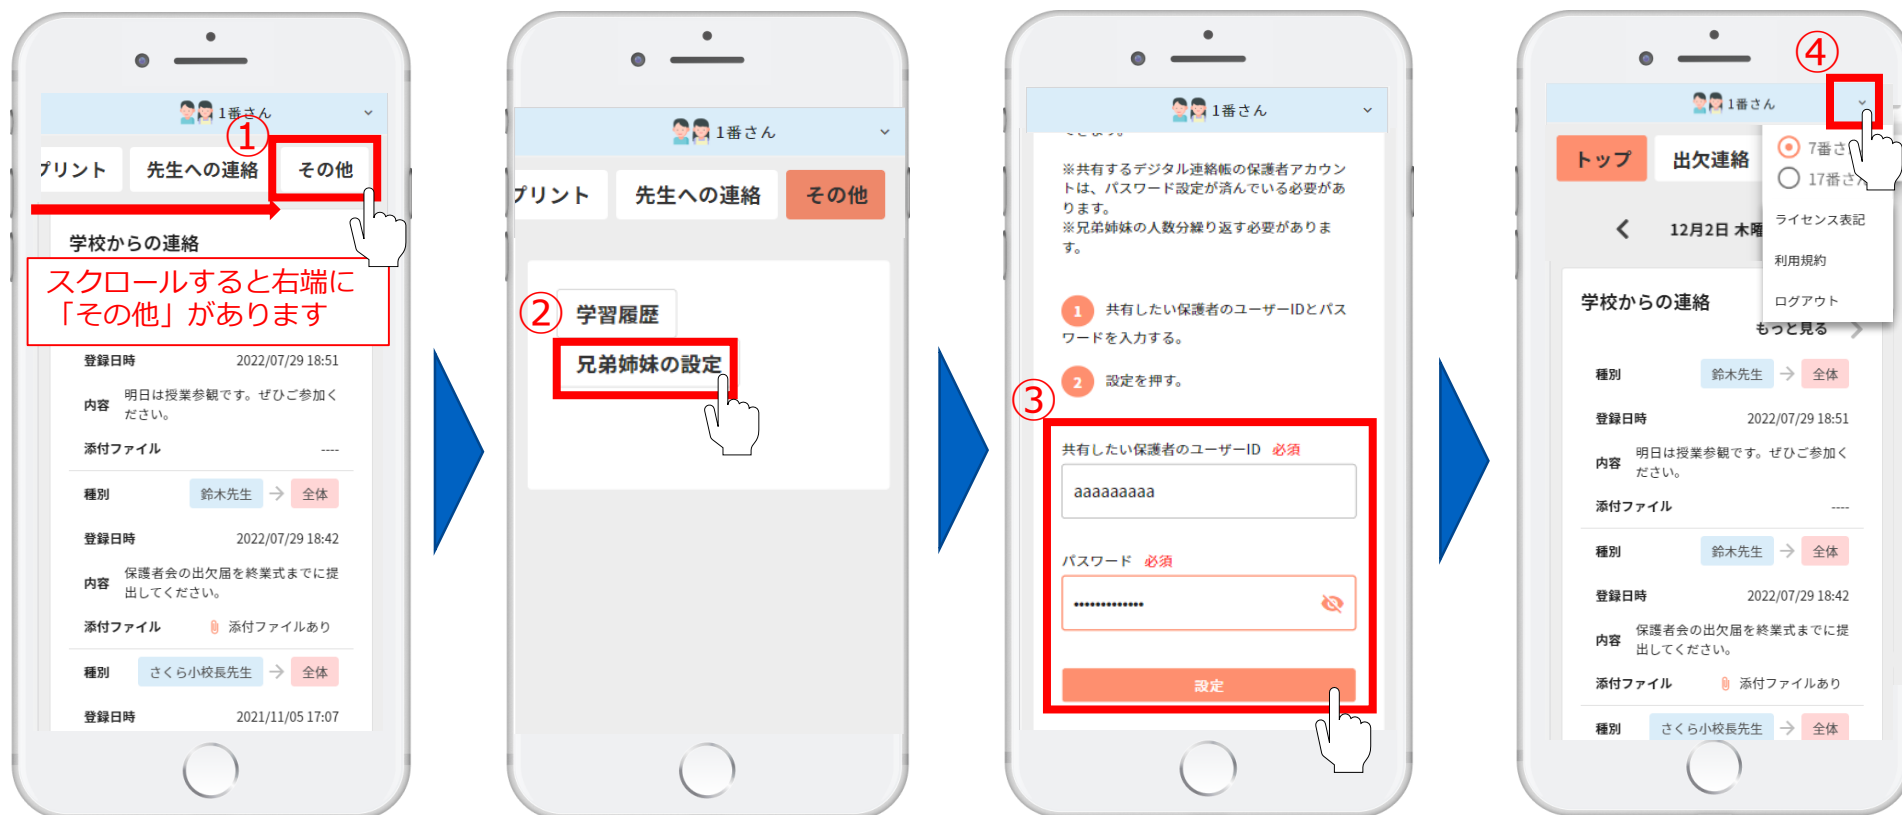 1番さん
①
プリント
先生への連絡
その他
学校からの連絡
スクロールすると右端に
「その他」があります
登録日時 2022/07/29 18:51
内容 明日は授業参観です。ぜひご参加く
ださい。
添付ファイル ----
種別 鈴木先生 → 全体
登録日時 2022/07/29 18:42
内容 保護者会の出欠届を終業式までに提
出してください。
添付ファイル 添付ファイルあり
種別 さくら小校長先生 → 全体
登録日時 2021/11/05 17:07
1番さん
プリント
先生への連絡
その他
②
学習履歴
兄弟姉妹の設定
1番さん
できます。
※共有するデジタル連絡帳の保護者アカウン
トは、パスワード設定が済んでいる必要があ
ります。
※兄弟姉妹の人数分繰り返す必要がありま
す。
1 共有したい保護者のユーザーIDとパス
ワードを入力する。
2 設定を押す。
③
共有したい保護者のユーザーID 必須
aaaaaaaaa
パスワード 必須
•••••••••••••
設定
④
1番さん
トップ
出欠連絡
7番さ
17番さん
ライセンス表記
利用規約
ログアウト
12月2日 木曜
学校からの連絡
もっと見る
種別 鈴木先生 → 全体
登録日時 2022/07/29 18:51
内容 明日は授業参観です。ぜひご参加く
ださい。
添付ファイル ----
種別 鈴木先生 → 全体
登録日時 2022/07/29 18:42
内容 保護者会の出欠届を終業式までに提
出してください。
添付ファイル 添付ファイルあり
種別 さくら小校長先生 → 全体